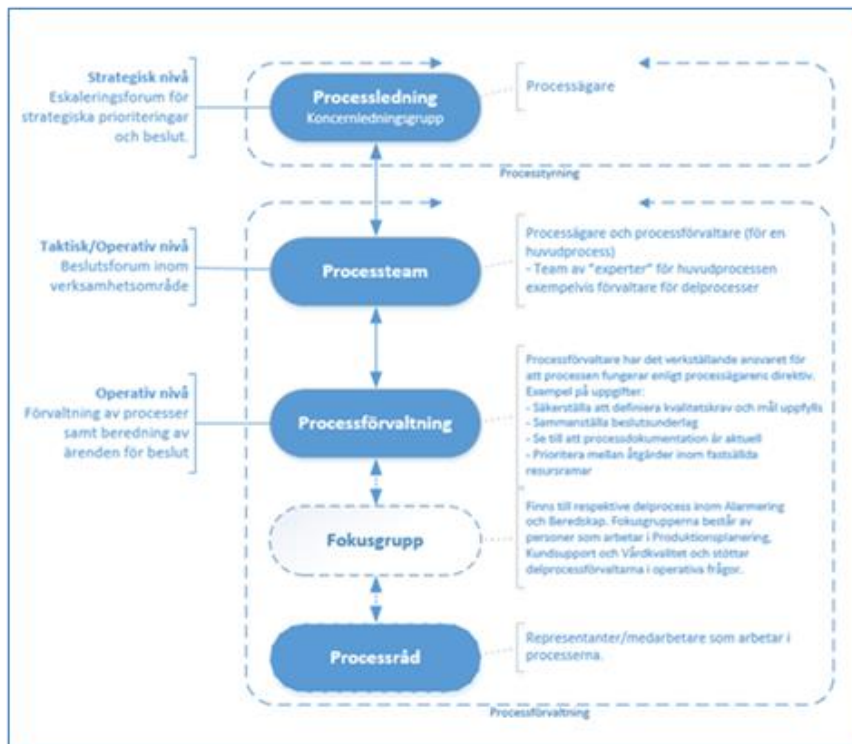 Strategisk nivå
Eskaleringsforum för
strategiska prioriteringar
och beslut.
Processledning
Koncernledningsgrupp
Processägare
Processtyrning
Taktisk/Operativ nivå
Beslutsforum inom
verksamhetsområde
Processteam
Processägare och processförvaltare (för en
huvudprocess)
- Team av "experter" för huvudprocessen
exempelvis förvaltare för delprocesser
Operativ nivå
Förvaltning av processer
samt beredning av
ärenden för beslut
Processförvaltning
Processförvaltare har det verkställande ansvaret för
att processen fungerar enligt processägarens direktiv.
Exempel på uppgifter:
- Säkerställa att definiera kvalitetskrav och mål uppfylls
- Sammanställa beslutsunderlag
- Se till att processdokumentation är aktuell
- Prioritera mellan åtgärder inom fastsällda
resursramar
Fokusgrupp
Finns till respektive delprocess inom Alarmering
och Beredskap. Fokusgrupperna består av
personer som arbetar i Produktionsplanering,
Kundsupport och Vårdkvalitet och stöttar
delprocessförvaltarna i operativa frågor.
Processråd
Representanter/medarbetare som arbetar i
processerna.
Processförvaltning